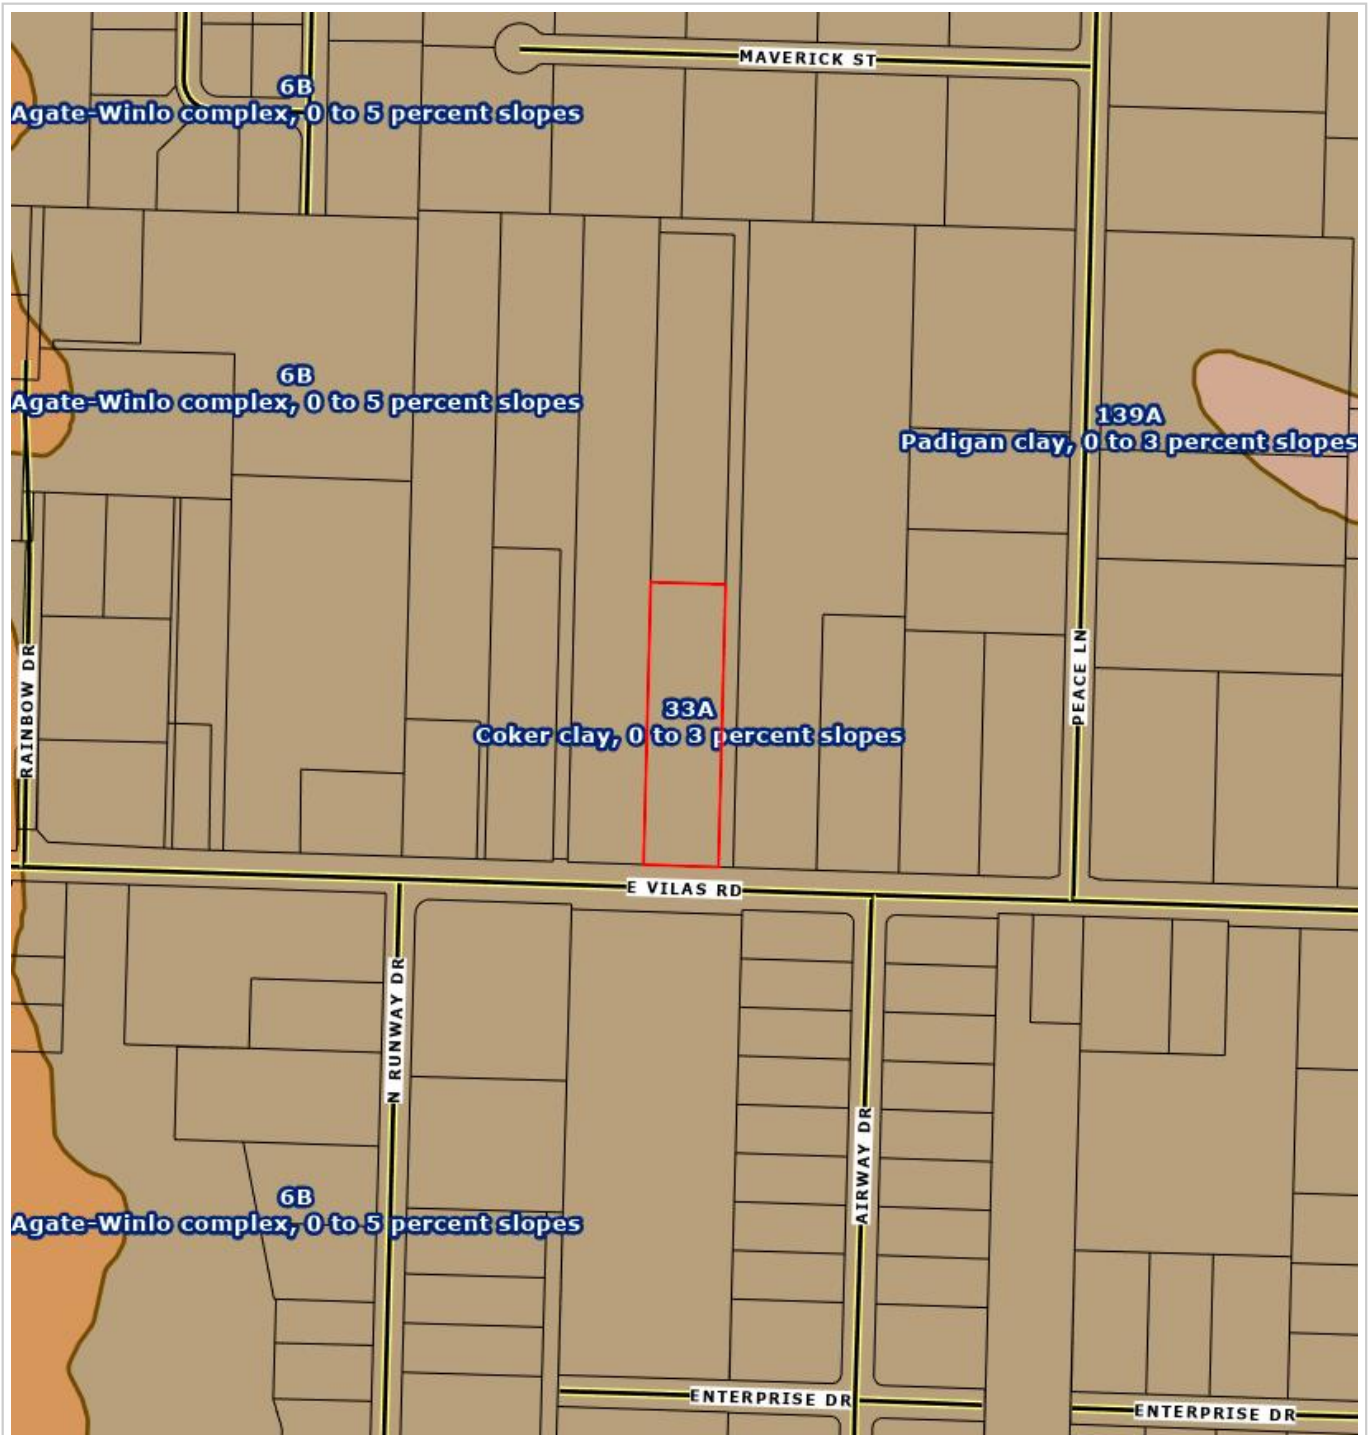 MAVERICK ST
6B
Agate-Winlo complex, 0 to 5 percent slopes
6B
Agate-Winlo complex, 0 to 5 percent slopes
139A
Padigan clay, 0 to 3 percent slopes
RAINBOW DR
PEACE LN
33A
Coker clay, 0 to 3 percent slopes
E VILAS RD
N RUNWAY DR
AIRWAY DR
6B
Agate-Winlo complex, 0 to 5 percent slopes
ENTERPRISE DR
ENTERPRISE DR